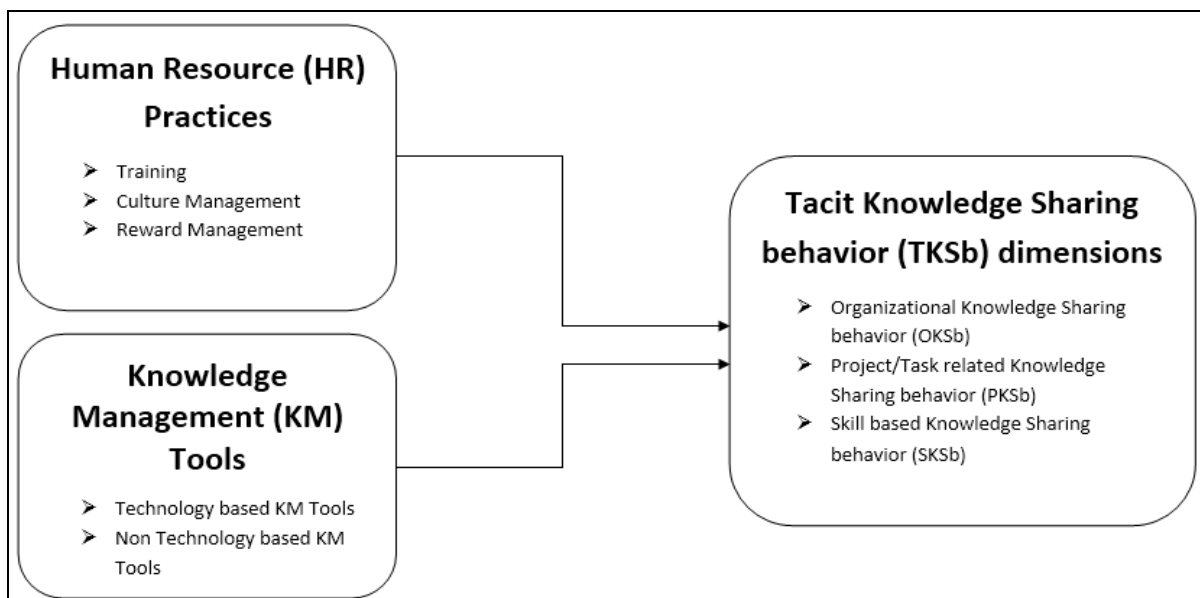 Human Resource (HR)
Practices
➢ Training
➢ Culture Management
➢ Reward Management
Knowledge
Management (KM)
Tools
➢ Technology based KM Tools
➢ Non Technology based KM
Tools
Tacit Knowledge Sharing
behavior (TKSb) dimensions
➢ Organizational Knowledge Sharing
behavior (OKSb)
➢ Project/Task related Knowledge
Sharing behavior (PKSb)
➢ Skill based Knowledge Sharing
behavior (SKSb)